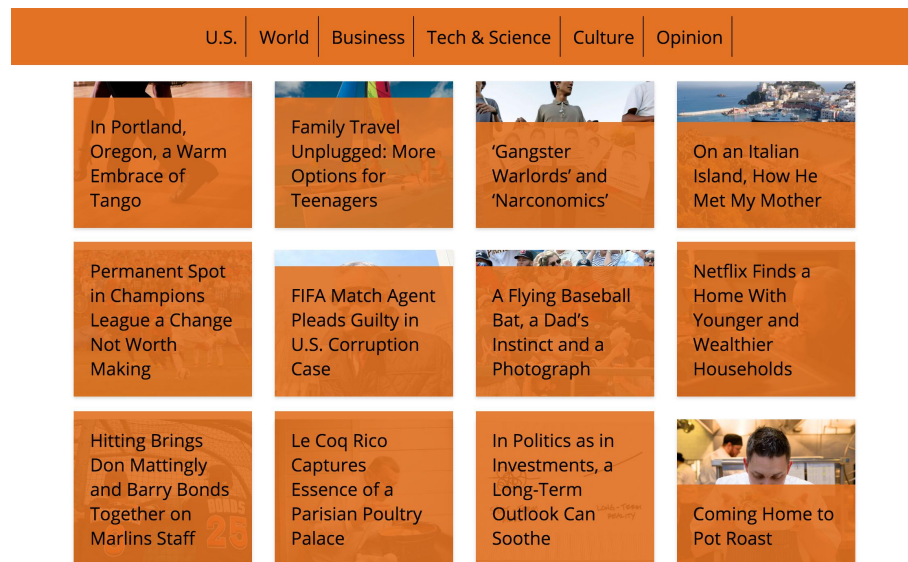 U.S. World Business Tech & Science Culture Opinion
In Portland,
Oregon, a Warm
Embrace of
Tango
Family Travel
Unplugged: More
Options for
Teenagers
‘Gangster
Warlords’ and
‘Narconomics’
On an Italian
Island, How He
Met My Mother
Permanent Spot
in Champions
League a Change
Not Worth
Making
FIFA Match Agent
Pleads Guilty in
U.S. Corruption
Case
A Flying Baseball
Bat, a Dad’s
Instinct and a
Photograph
Netflix Finds a
Home With
Younger and
Wealthier
Households
Hitting Brings
Don Mattingly
and Barry Bonds
Together on
Marlins Staff
BONDS
25
Le Coq Rico
Captures
Essence of a
Parisian Poultry
Palace
In Politics as in
Investments, a
Long-Term
Outlook Can
Soothe
LONG-TERM
REALITY
Coming Home to
Pot Roast